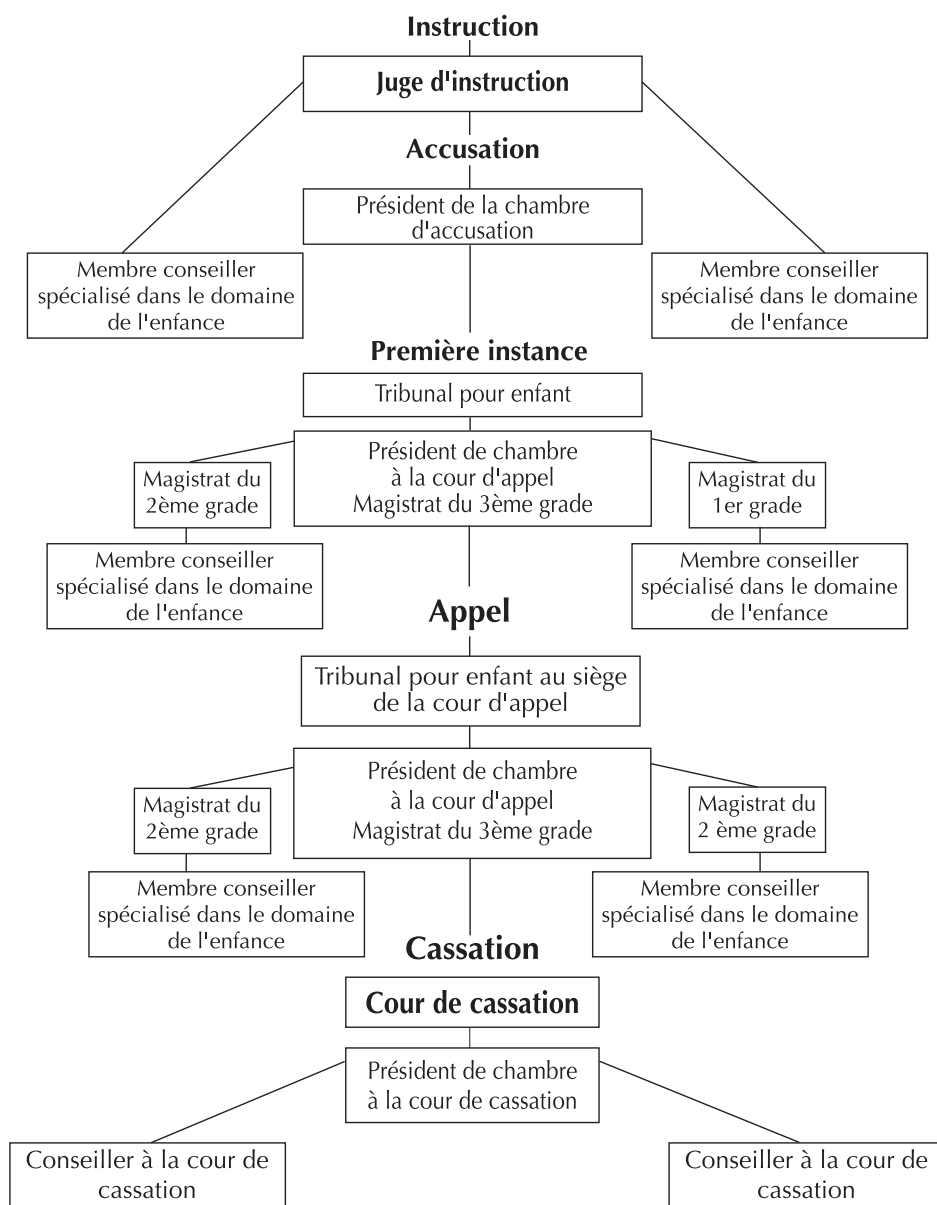 Instruction
Juge d'instruction
Accusation
Président de la chambre
d'accusation
Membre conseiller
spécialisé dans le domaine
de l'enfance
Membre conseiller
spécialisé dans le domaine
de l'enfance
Première instance
Tribunal pour enfant
Président de chambre
à la cour d'appel
Magistrat du 3ème grade
Magistrat du
2ème grade
Magistrat du
1er grade
Membre conseiller
spécialisé dans le domaine
de l'enfance
Membre conseiller
spécialisé dans le domaine
de l'enfance
Appel
Tribunal pour enfant au siège
de la cour d'appel
Président de chambre
à la cour d'appel
Magistrat du 3ème grade
Magistrat du
2ème grade
Magistrat du
2 ème grade
Membre conseiller
spécialisé dans le domaine
de l'enfance
Membre conseiller
spécialisé dans le domaine
de l'enfance
Cassation
Cour de cassation
Président de chambre
à la cour de cassation
Conseiller à la cour de
cassation
Conseiller à la cour de
cassation